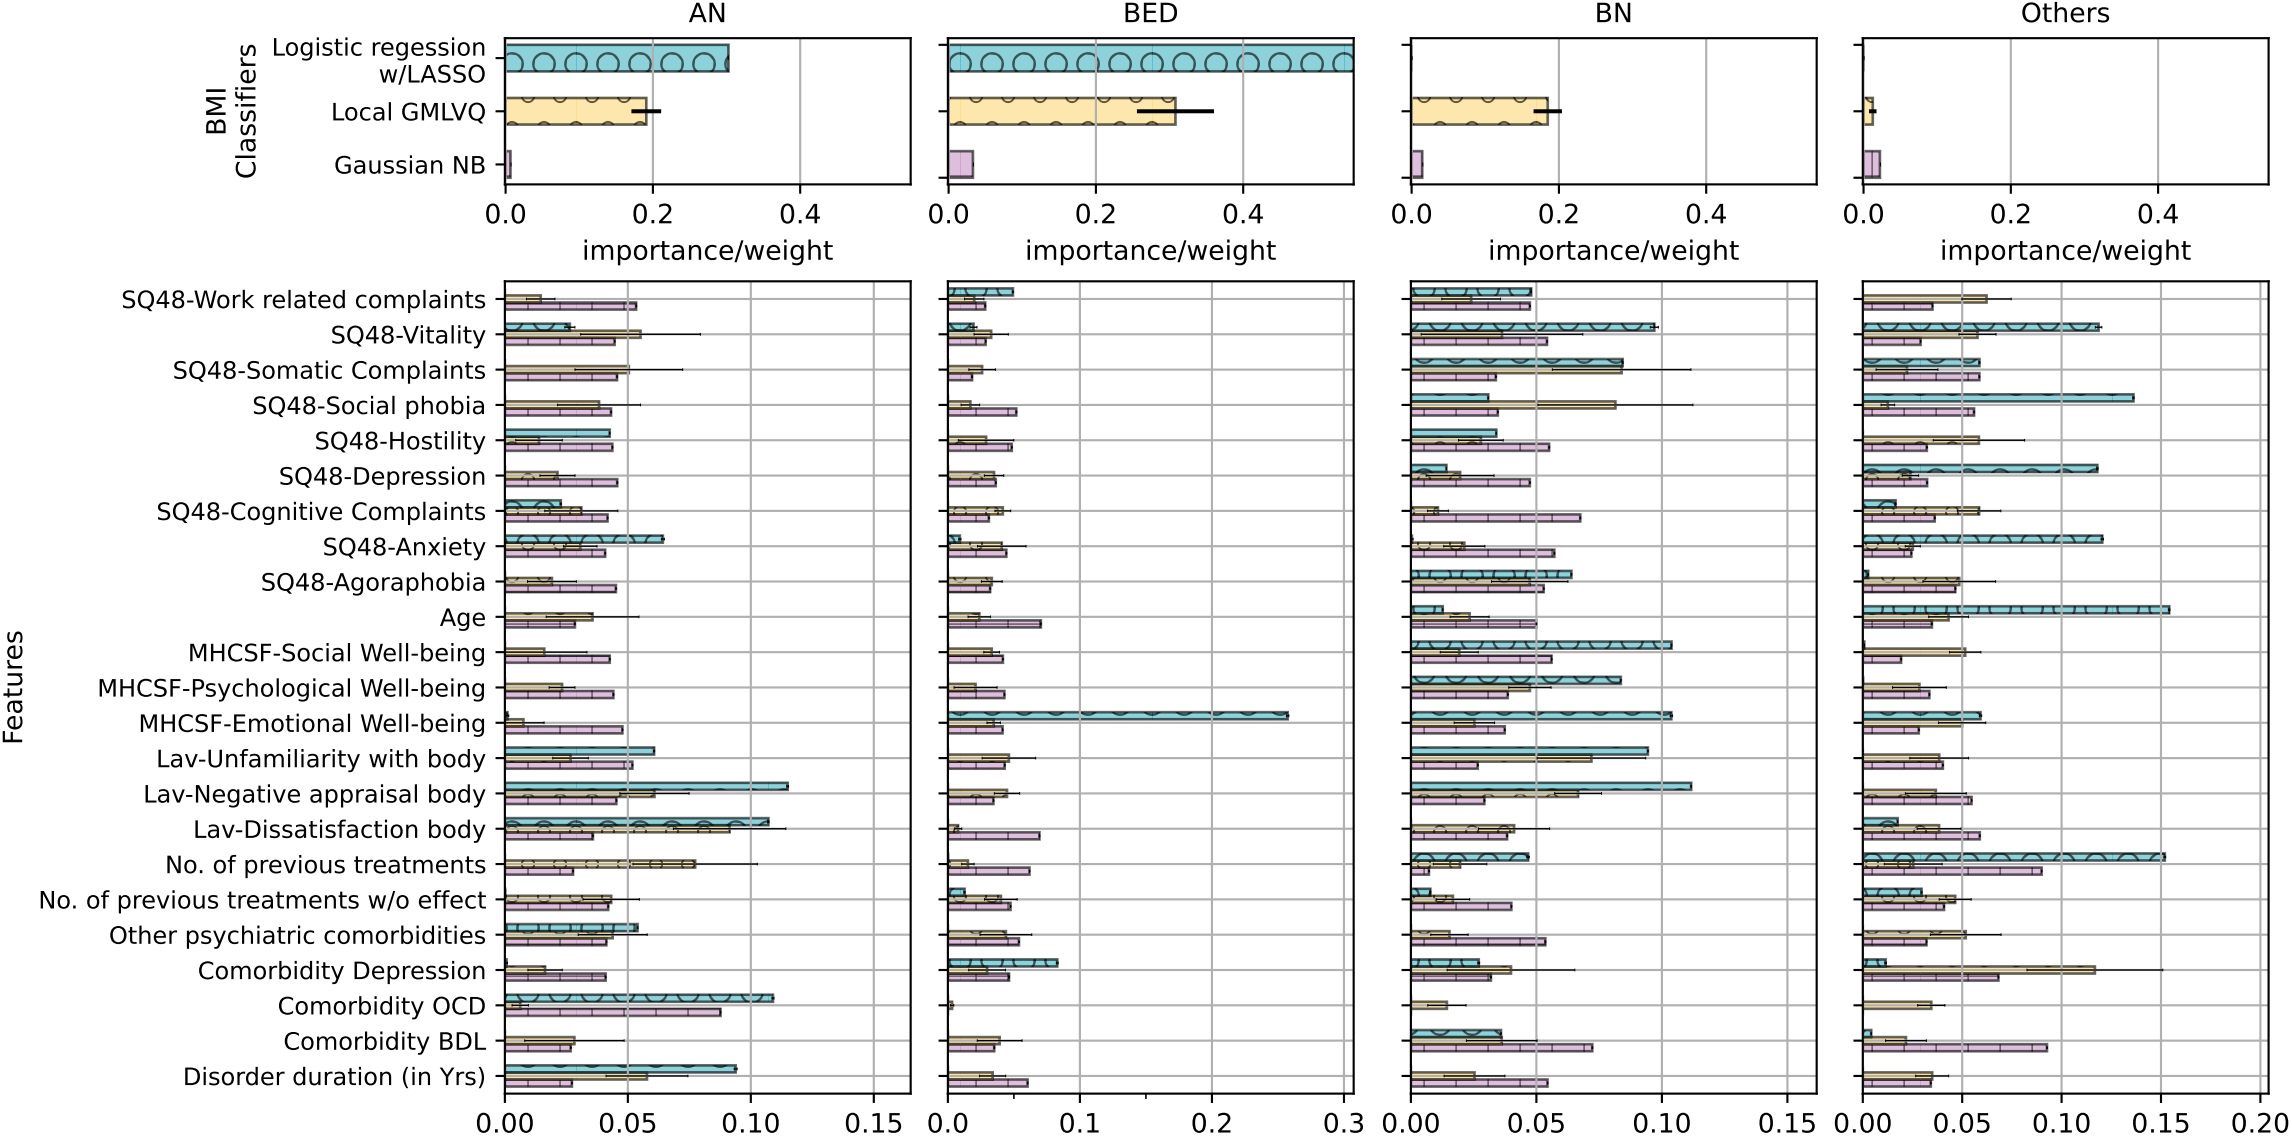 AN BED BN Others
BMI
Classifiers
Logistic regession
w/LASSO
Local GMLVQ
Gaussian NB
0.0 0.2 0.4 0.0 0.2 0.4 0.0 0.2 0.4 0.0 0.2 0.4
importance/weight importance/weight importance/weight importance/weight
Features
SQ48-Work related complaints
SQ48-Vitality
SQ48-Somatic Complaints
SQ48-Social phobia
SQ48-Hostility
SQ48-Depression
SQ48-Cognitive Complaints
SQ48-Anxiety
SQ48-Agoraphobia
Age
MHCSF-Social Well-being
MHCSF-Psychological Well-being
MHCSF-Emotional Well-being
Lav-Unfamiliarity with body
Lav-Negative appraisal body
Lav-Dissatisfaction body
No. of previous treatments
No. of previous treatments w/o effect
Other psychiatric comorbidities
Comorbidity Depression
Comorbidity OCD
Comorbidity BDL
Disorder duration (in Yrs)
0.00 0.05 0.10 0.15 0.0 0.1 0.2 0.3 0.00 0.05 0.10 0.15 0.00 0.05 0.10 0.15 0.20